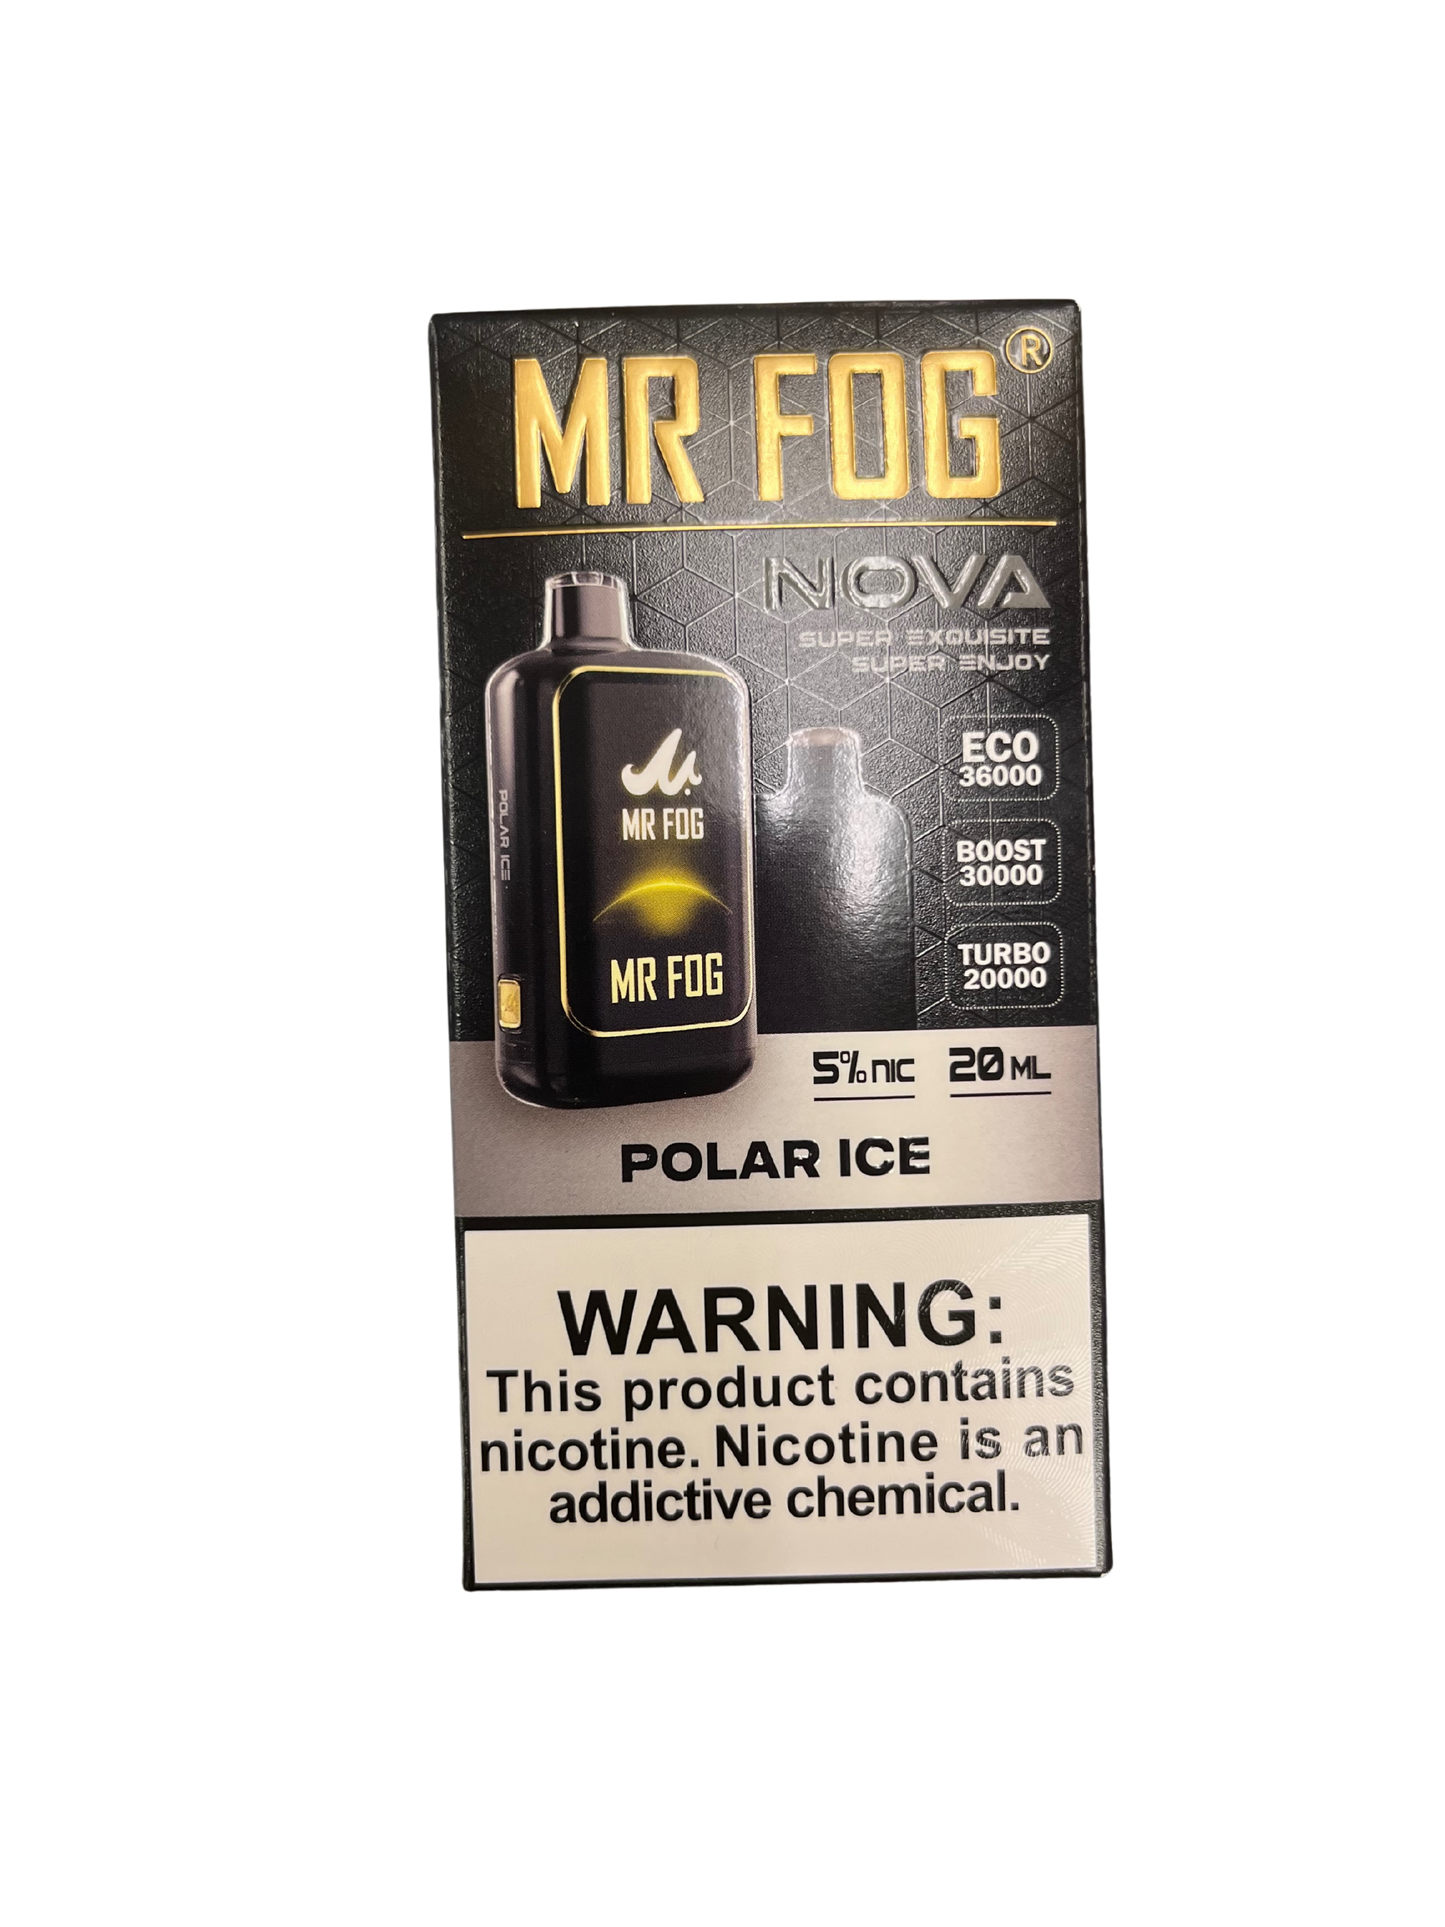 MR FOG®
NOVA
SUPER EXQUISITE
SUPER ENJOY
MR FOG
MR FOG
POLAR ICE
ECO
36000
BOOST
30000
TURBO
20000
5% NIC 20 ML
POLAR ICE
WARNING:
This product contains
nicotine. Nicotine is an
addictive chemical.